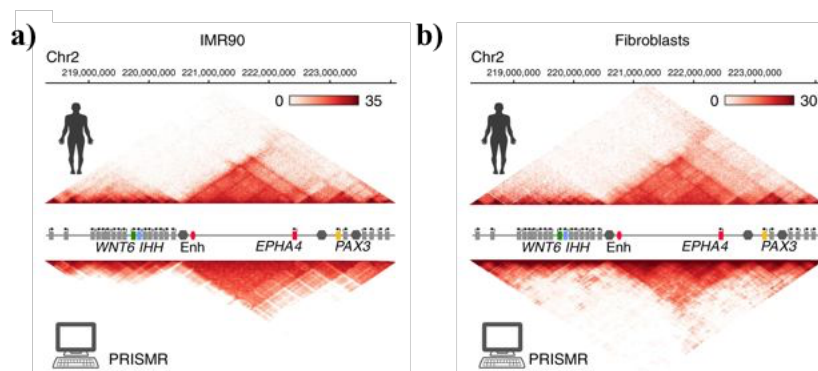 a)
IMR90
Chr2
219,000,000 220,000,000 221,000,000 222,000,000 223,000,000
0 35
WNT6 IHH Enh EPHA4 PAX3
PRISMR
b)
Fibroblasts
Chr2
219,000,000 220,000,000 221,000,000 222,000,000 223,000,000
0 30
WNT6 IHH Enh EPHA4 PAX3
PRISMR